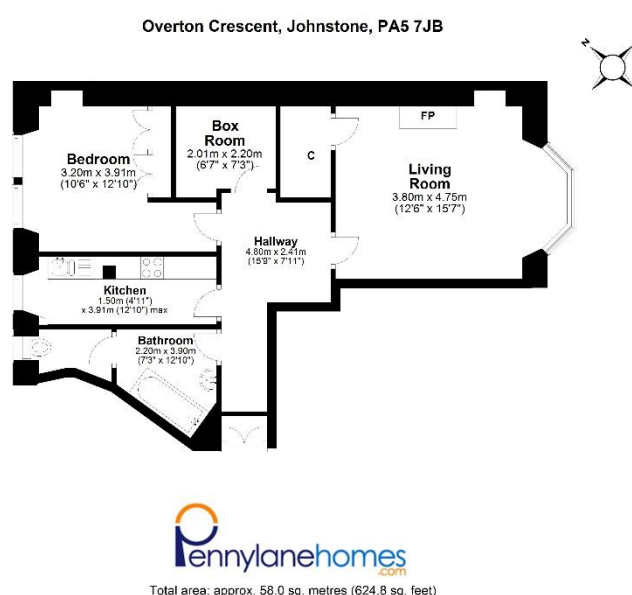 Overton Crescent, Johnstone, PA5 7JB
N
FP
Box
Room
2.01m x 2.20m
(6'7" x 7'3")
Bedroom
3.20m x 3.91m
(10'6" x 12'10")
C
Living
Room
3.80m x 4.75m
(12'6" x 15'7")
Hallway
4.80m x 2.41m
(15'9" x 7'11")
Kitchen
1.50m (4'11")
x 3.91m (12'10") max
Bathroom
2.20m x 3.90m
(7'3" x 12'10")
Pennylanehomes
.com
Total area: approx. 58.0 sq. metres (624.8 sq. feet)